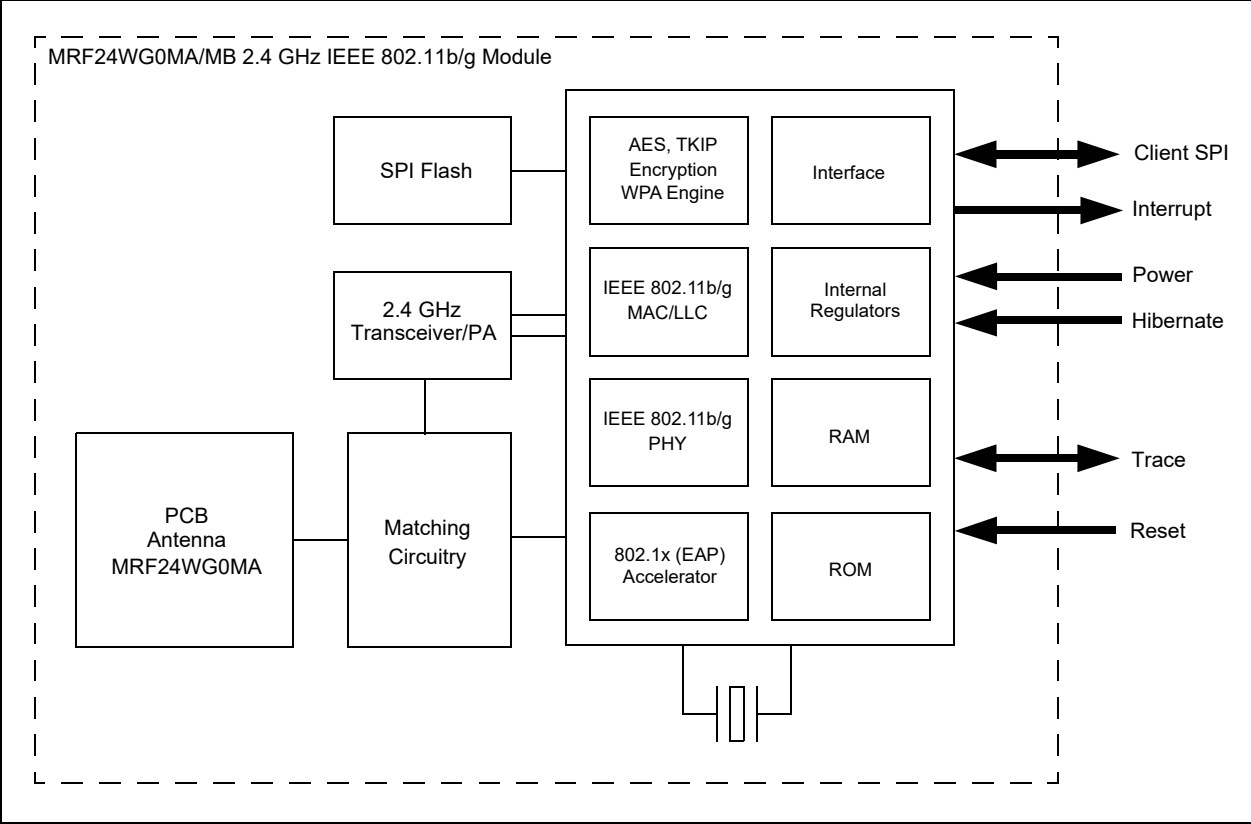 MRF24WG0MA/MB 2.4 GHz IEEE 802.11b/g Module
SPI Flash
2.4 GHz
Transceiver/PA
PCB
Antenna
MRF24WG0MA
Matching
Circuitry
AES, TKIP
Encryption
WPA Engine
Interface
IEEE 802.11b/g
MAC/LLC
Internal
Regulators
IEEE 802.11b/g
PHY
RAM
802.1x (EAP)
Accelerator
ROM
Client SPI
Interrupt
Power
Hibernate
Trace
Reset